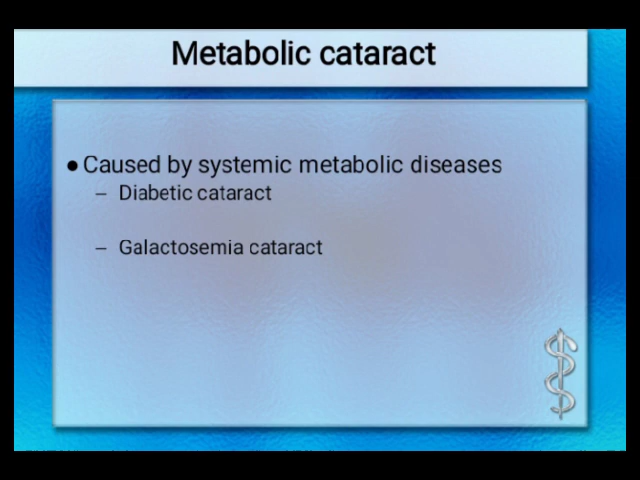 Metabolic cataract
● Caused by systemic metabolic diseases
– Diabetic cataract
– Galactosemia cataract